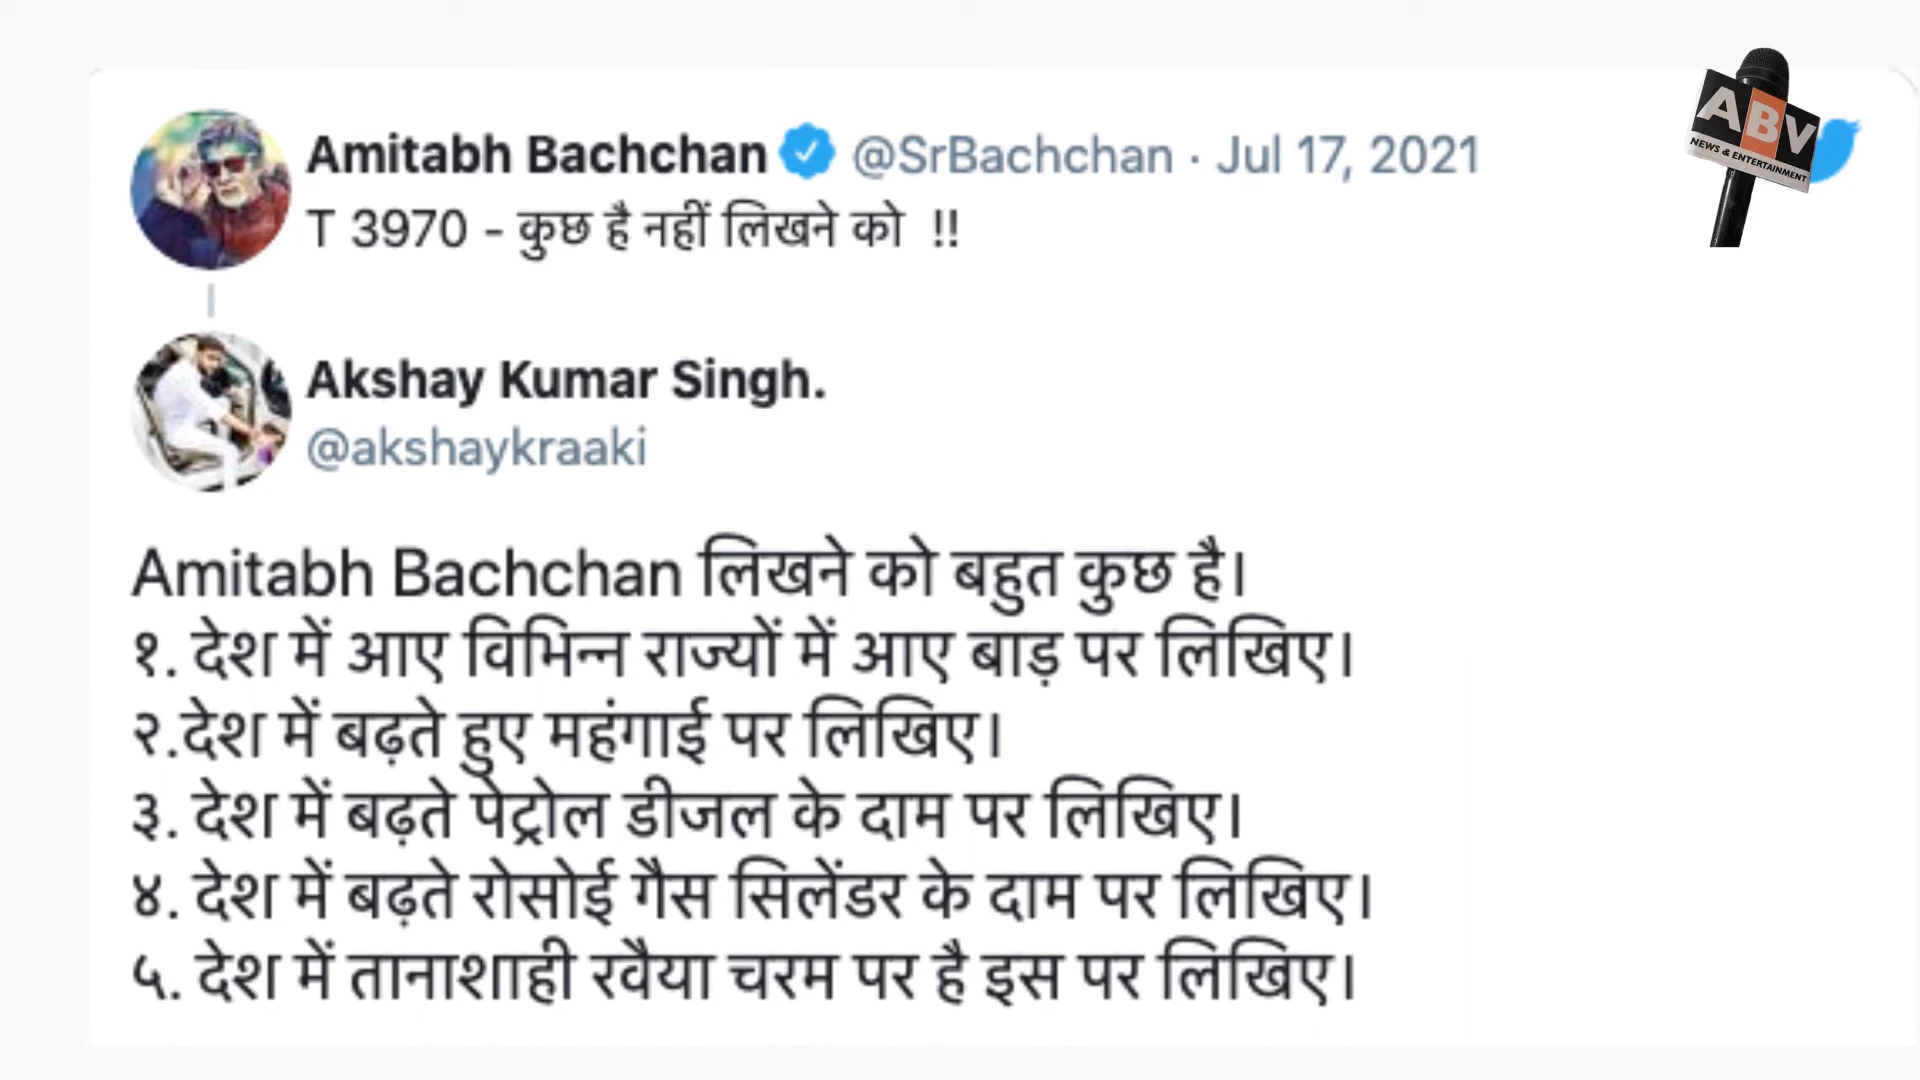 Amitabh Bachchan @SrBachchan · Jul 17, 2021
T 3970 - कुछ है नहीं लिखने को !!
Akshay Kumar Singh.
@akshaykraaki
Amitabh Bachchan लिखने को बहुत कुछ है।
१. देश में आए विभिन्न राज्यों में आए बाड़ पर लिखिए।
२.देश में बढ़ते हुए महंगाई पर लिखिए।
३. देश में बढ़ते पेट्रोल डीजल के दाम पर लिखिए।
४. देश में बढ़ते रोसोई गैस सिलेंडर के दाम पर लिखिए।
५. देश में तानाशाही रवैया चरम पर है इस पर लिखिए।
ABV
NEWS & ENTERTAINMENT